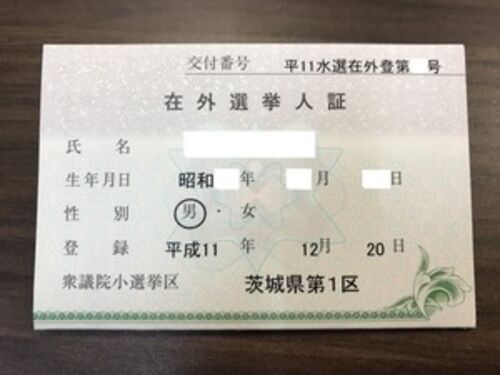 交付番号 平11水選在外登第 号
在外選挙人証
氏名
生年月日 昭和 年 月 日
性別 男・女
登録 平成11年 12月 20日
衆議院小選挙区 茨城県第1区